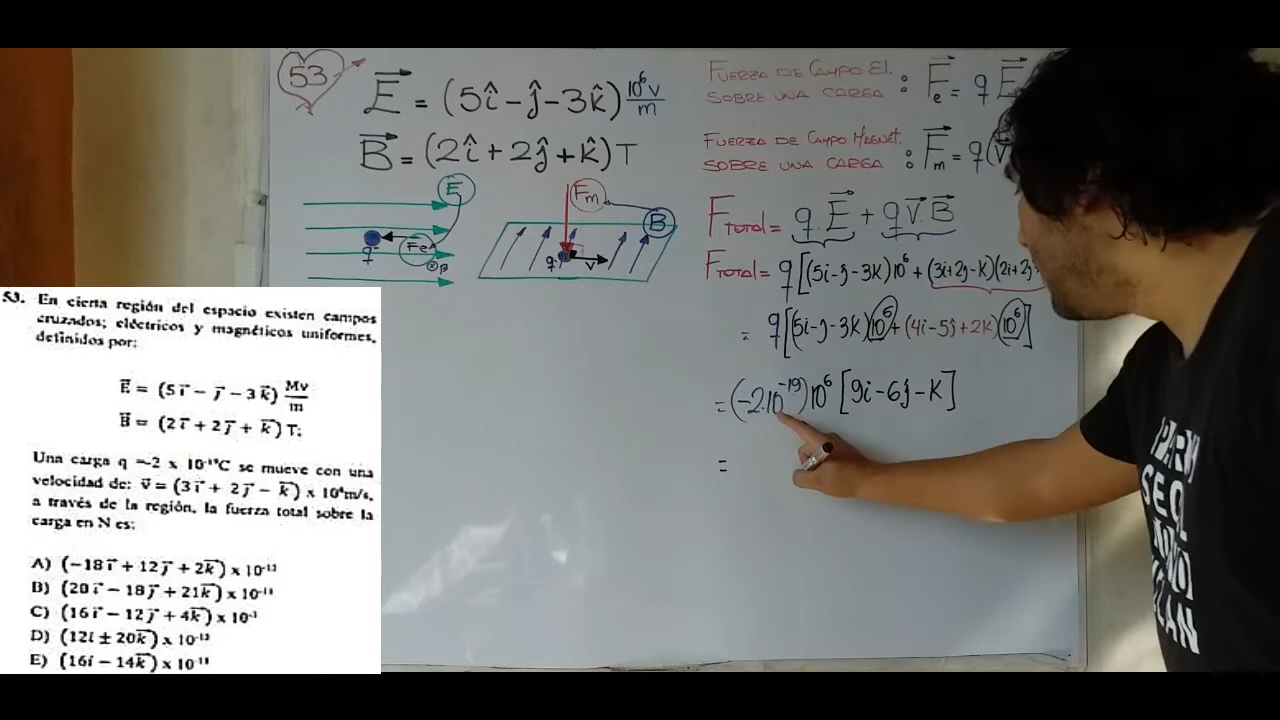 53
E = (5î - ĵ - 3k̂) 10⁶ v/m
B = (2î + 2ĵ + k̂) T
E
Fe
q
B
Fm
B
q
v
FUERZA DE CAMPO El.
SOBRE UNA CARGA : Fe = q E
FUERZA DE CAMPO MAGNET.
SOBRE UNA CARGA : Fm = q(v
FTOTAL = q.E + qVB
FTOTAL = q[(5i-j-3k)10⁶ + (3i+2j-k)(2i+2j
= q[(5i-j-3k)10⁶ + (4i-5j+2k)10⁶]
= (-2.10⁻¹⁹)10⁶ [9i-6j-k]
=
53. En cierta región del espacio existen campos
cruzados; eléctricos y magnéticos uniformes,
definidos por:
E = (5i - j - 3k) Mv/m
B = (2i + 2j + k) T;
Una carga q =-2 x 10⁻¹⁹C se mueve con una
velocidad de: v = (3i + 2j - k) x 10⁶m/s,
a través de la región, la fuerza total sobre la
carga en N es:
A) (-18i + 12j + 2k) x 10⁻¹³
B) (20i - 18j + 21k) x 10⁻¹⁸
C) (16i - 12j + 4k) x 10⁻¹
D) (12i ± 20k) x 10⁻¹³
E) (16i - 14k) x 10⁻¹⁸